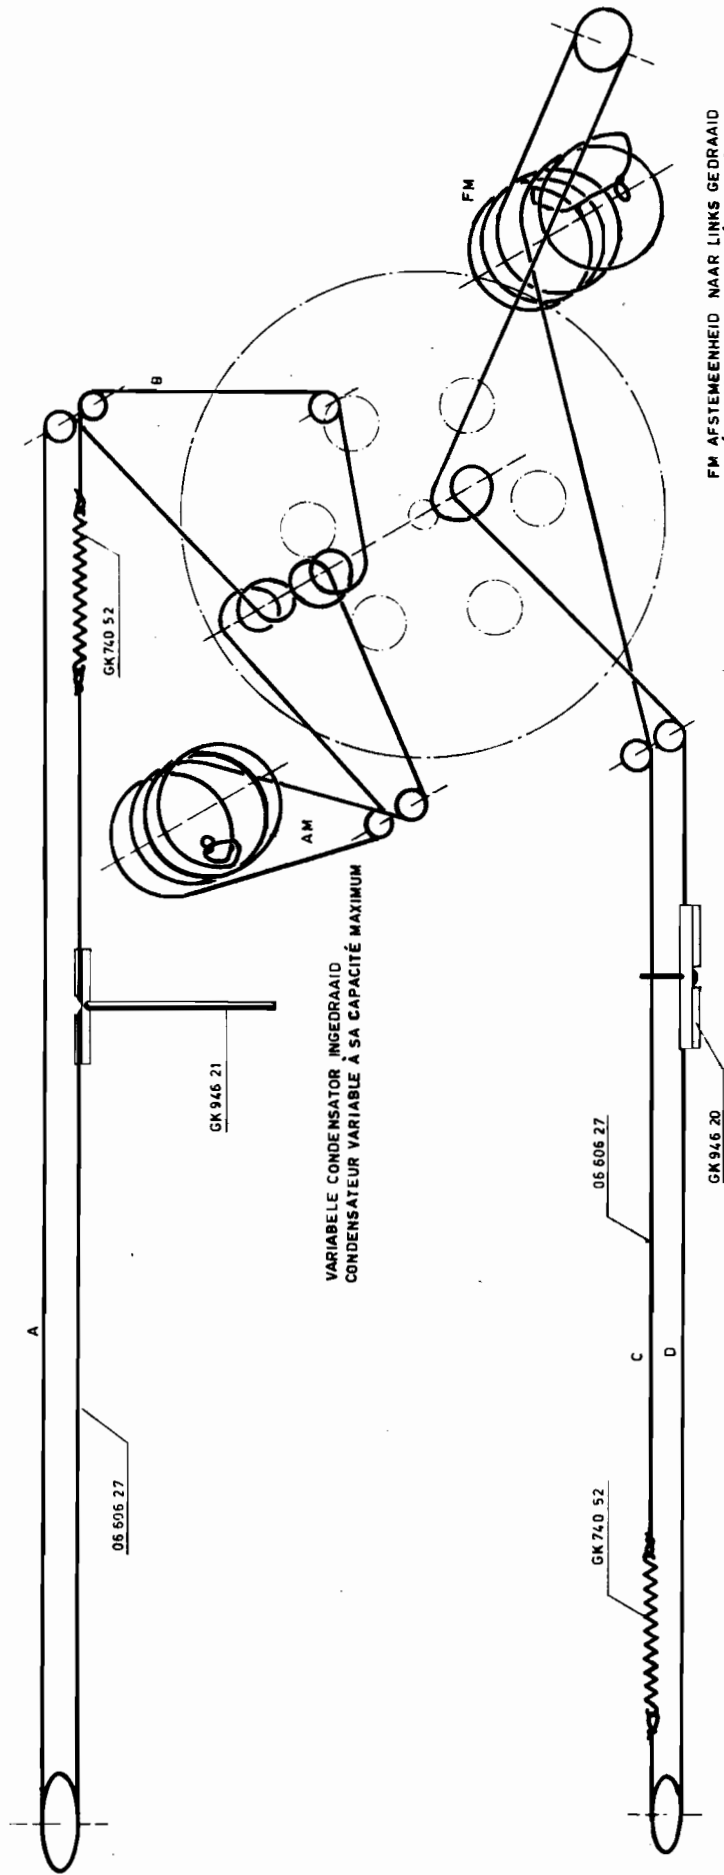 A
06 606 27
GK 946 21
GK 740 52
B
AM
VARIABELE CONDENSATOR INGEDRAAID
CONDENSATEUR VARIABLE À SA CAPACITÉ MAXIMUM
FM
C
D
GK 740 52
06 606 27
GK 946 20
FM AFSTEMEENHEID NAAR LINKS GEDRAAID